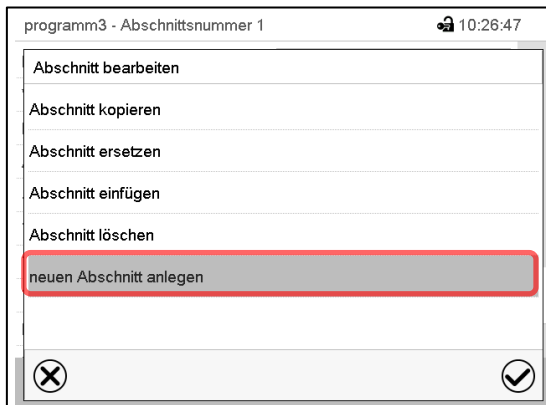 programm3 - Abschnittsnummer 1 10:26:47
Abschnitt bearbeiten
Abschnitt kopieren
Abschnitt ersetzen
Abschnitt einfügen
Abschnitt löschen
neuen Abschnitt anlegen